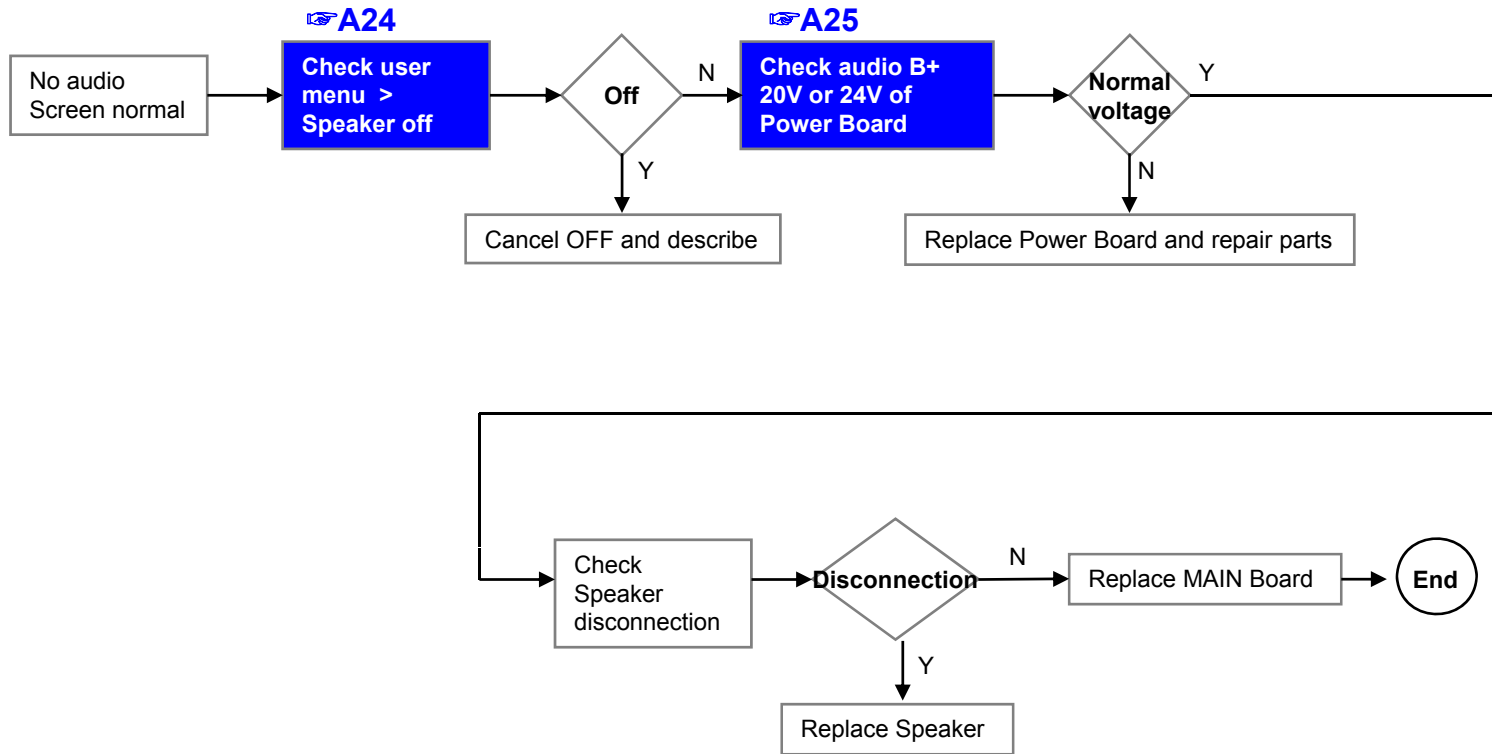 ☞A24
☞A25
No audio
Screen normal
Check user
menu >
Speaker off
Off
N
Y
Cancel OFF and describe
Check audio B+
20V or 24V of
Power Board
Normal
voltage
Y
N
Replace Power Board and repair parts
Check
Speaker
disconnection
Disconnection
N
Y
Replace Speaker
Replace MAIN Board
End